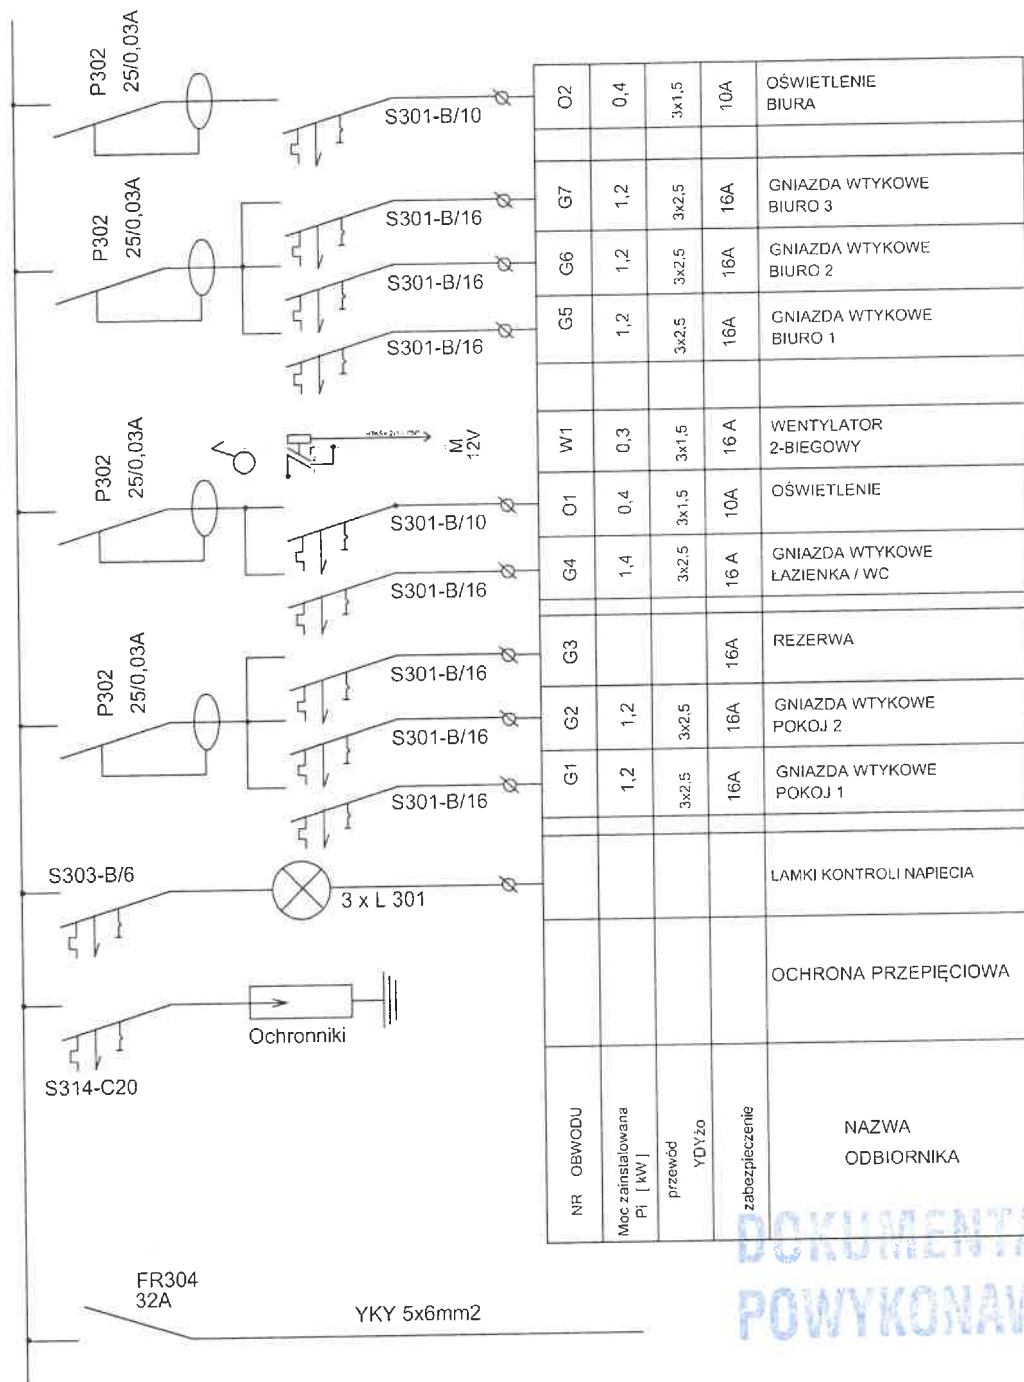 P302
25/0,03A
S301-B/10
O2
0,4
3x1,5
10A
OŚWIETLENIE
BIURA
P302
25/0,03A
S301-B/16
G7
1,2
3x2,5
16A
GNIAZDA WTYKOWE
BIURO 3
S301-B/16
G6
1,2
3x2,5
16A
GNIAZDA WTYKOWE
BIURO 2
S301-B/16
G5
1,2
3x2,5
16A
GNIAZDA WTYKOWE
BIURO 1
M
12V
W1
0,3
3x1,5
16 A
WENTYLATOR
2-BIEGOWY
P302
25/0,03A
S301-B/10
O1
0,4
3x1,5
10A
OŚWIETLENIE
S301-B/16
G4
1,4
3x2,5
16 A
GNIAZDA WTYKOWE
ŁAZIENKA / WC
P302
25/0,03A
S301-B/16
G3
16A
REZERWA
S301-B/16
G2
1,2
3x2,5
16A
GNIAZDA WTYKOWE
POKOJ 2
S301-B/16
G1
1,2
3x2,5
16A
GNIAZDA WTYKOWE
POKOJ 1
S303-B/6
3 x L 301
LAMKI KONTROLI NAPIECIA
Ochronniki
OCHRONA PRZEPIĘCIOWA
S314-C20
NR OBWODU
Moc zainstalowana
Pi [ kW ]
przewód
YDYżo
zabezpieczenie
NAZWA
ODBIORNIKA
FR304
32A
YKY 5x6mm2
DOKUMENTA
POWYKONAW